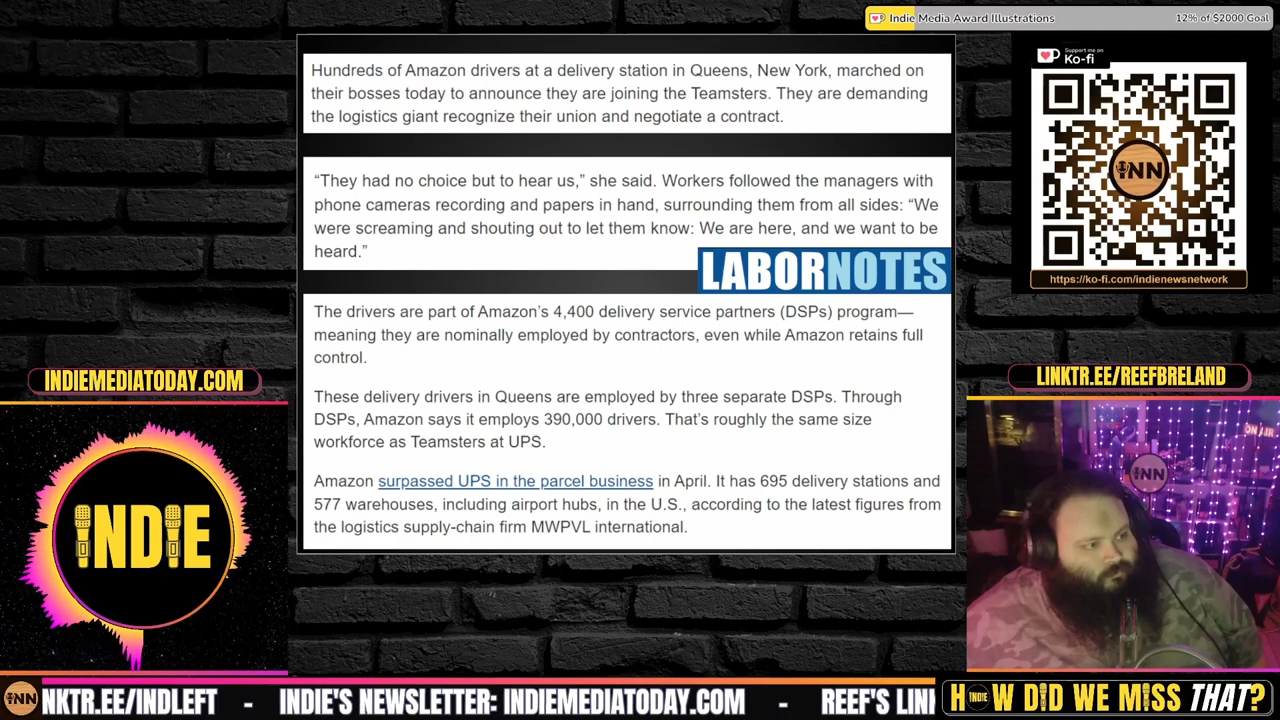 Indie Media Award Illustrations
12% of $2000 Goal
Hundreds of Amazon drivers at a delivery station in Queens, New York, marched on
their bosses today to announce they are joining the Teamsters. They are demanding
the logistics giant recognize their union and negotiate a contract.
“They had no choice but to hear us,” she said. Workers followed the managers with
phone cameras recording and papers in hand, surrounding them from all sides: “We
were screaming and shouting out to let them know: We are here, and we want to be
heard.”
LABORNOTES
The drivers are part of Amazon’s 4,400 delivery service partners (DSPs) program—
meaning they are nominally employed by contractors, even while Amazon retains full
control.
These delivery drivers in Queens are employed by three separate DSPs. Through
DSPs, Amazon says it employs 390,000 drivers. That’s roughly the same size
workforce as Teamsters at UPS.
Amazon surpassed UPS in the parcel business in April. It has 695 delivery stations and
577 warehouses, including airport hubs, in the U.S., according to the latest figures from
the logistics supply-chain firm MWPVL international.
Support me on
Ko-fi
INN
https://ko-fi.com/indienewsnetwork
INDIEMEDIATODAY.COM
LINKTR.EE/REEFBRELAND
INDIE
INN
ON AIR
INN
NKTR.EE/INDLEFT - INDIE'S NEWSLETTER: INDIEMEDIATODAY.COM - REEF'S LIN
HOW DID WE MISS THAT?
INDIE